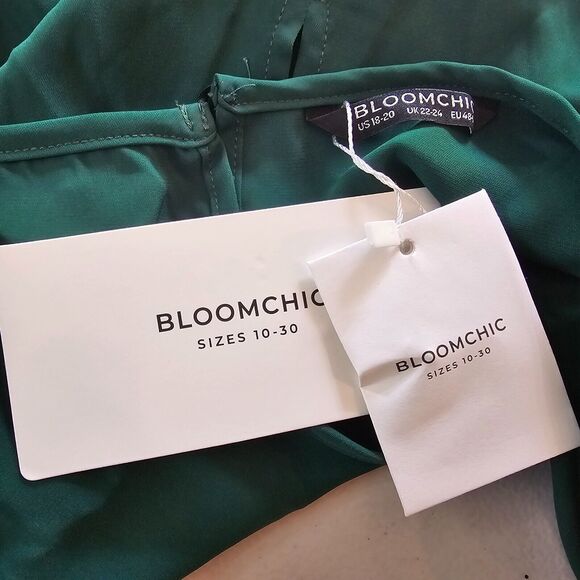 BLOOMCHIC
US 18-20 UK 22-24 EU 48-
BLOOMCHIC
SIZES 10-30
BLOOMCHIC
SIZES 10-30